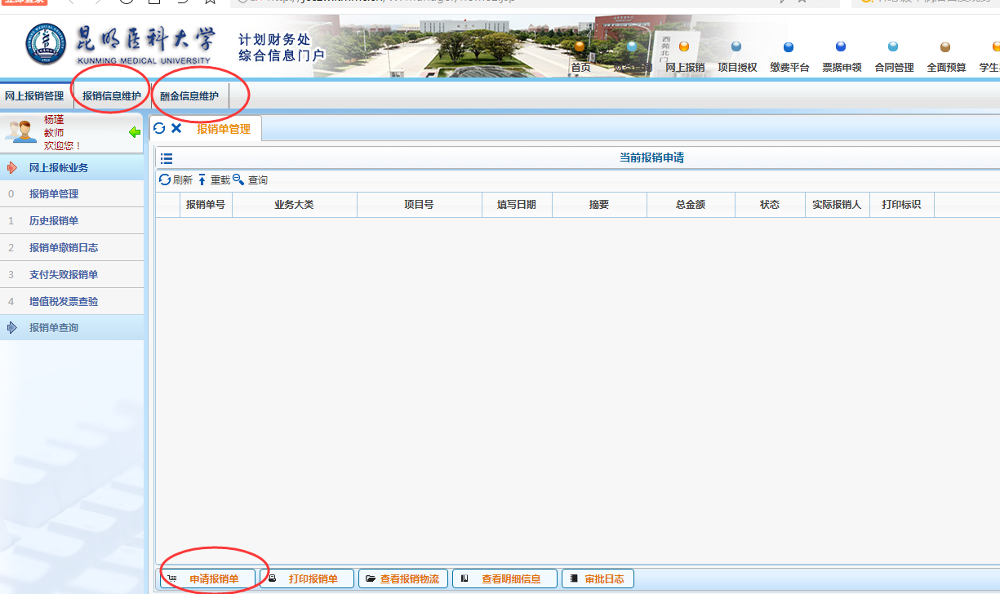 立即登录
昆明医科大学
KUNMING MEDICAL UNIVERSITY
计划财务处
综合信息门户
西苑北门
首页
网上报销
项目授权
缴费平台
票据申领
合同管理
全面预算
网上报销管理
报销信息维护
酬金信息维护
杨瑾
教师
欢迎您！
报销单管理
网上报帐业务
当前报销申请
刷新 重载 查询
0 报销单管理
报销单号 业务大类 项目号 填写日期 摘要 总金额 状态 实际报销人 打印标识
1 历史报销单
2 报销单撤销日志
3 支付失败报销单
4 增值税发票查验
报销单查询
申请报销单 打印报销单 查看报销物流 查看明细信息 审批日志